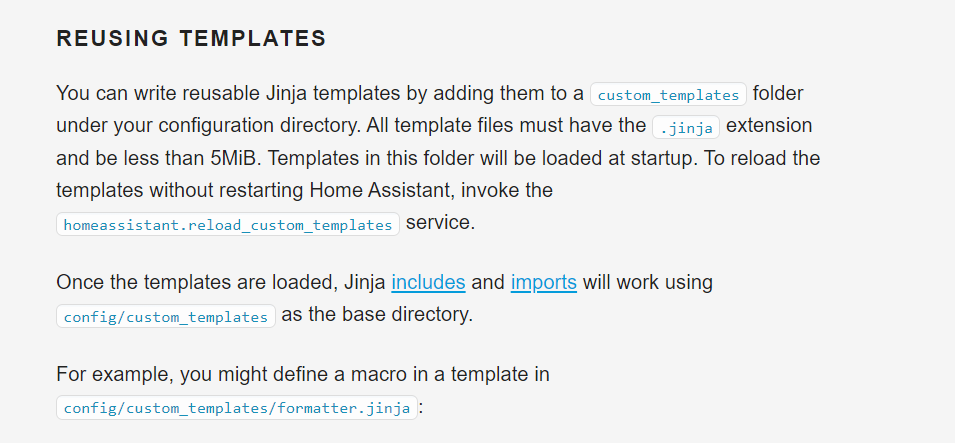 REUSING TEMPLATES
You can write reusable Jinja templates by adding them to a custom_templates folder
under your configuration directory. All template files must have the .jinja extension
and be less than 5MiB. Templates in this folder will be loaded at startup. To reload the
templates without restarting Home Assistant, invoke the
homeassistant.reload_custom_templates service.
Once the templates are loaded, Jinja includes and imports will work using
config/custom_templates as the base directory.
For example, you might define a macro in a template in
config/custom_templates/formatter.jinja: